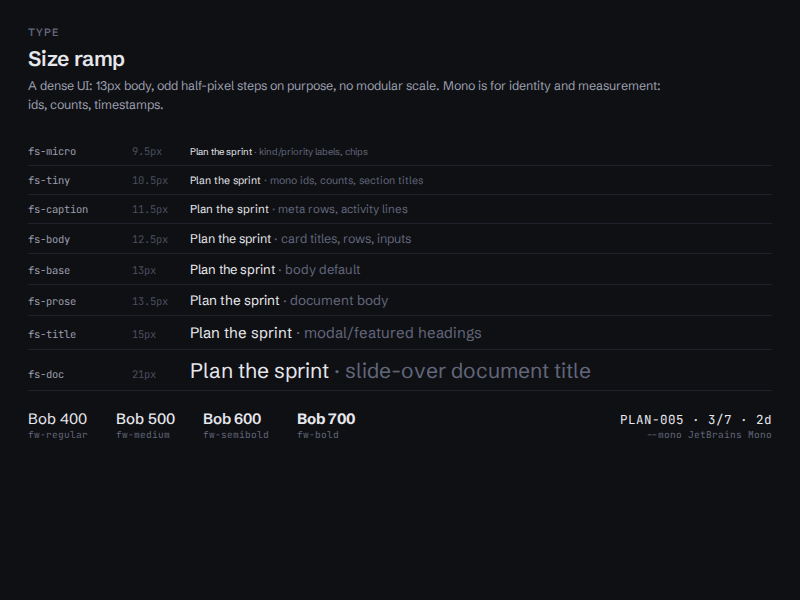 TYPE
Size ramp
A dense UI: 13px body, odd half-pixel steps on purpose, no modular scale. Mono is for identity and measurement:
ids, counts, timestamps.
fs-micro 9.5px Plan the sprint · kind/priority labels, chips
fs-tiny 10.5px Plan the sprint · mono ids, counts, section titles
fs-caption 11.5px Plan the sprint · meta rows, activity lines
fs-body 12.5px Plan the sprint · card titles, rows, inputs
fs-base 13px Plan the sprint · body default
fs-prose 13.5px Plan the sprint · document body
fs-title 15px Plan the sprint · modal/featured headings
fs-doc 21px Plan the sprint · slide-over document title
Bob 400 Bob 500 Bob 600 Bob 700 PLAN-005 · 3/7 · 2d
fw-regular fw-medium fw-semibold fw-bold --mono JetBrains Mono